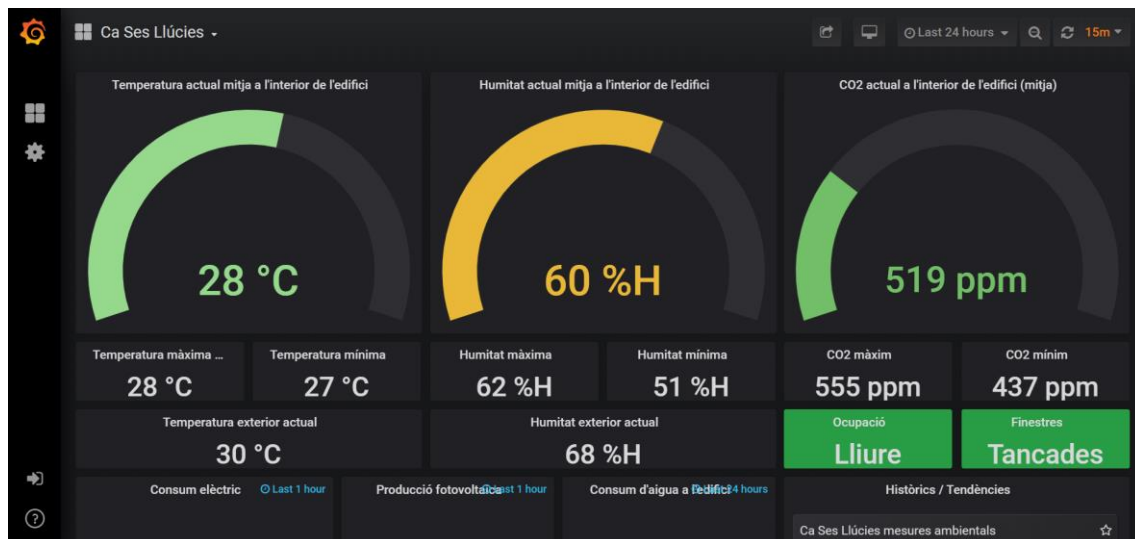 Ca Ses Llúcies
Last 24 hours
15m
Temperatura actual mitja a l'interior de l'edifici
28 °C
Humitat actual mitja a l'interior de l'edifici
60 %H
CO2 actual a l'interior de l'edifici (mitja)
519 ppm
Temperatura màxima ...
28 °C
Temperatura mínima
27 °C
Humitat màxima
62 %H
Humitat mínima
51 %H
CO2 màxim
555 ppm
CO2 mínim
437 ppm
Temperatura exterior actual
30 °C
Humitat exterior actual
68 %H
Ocupació
Lliure
Finestres
Tancades
Consum elèctric
Last 1 hour
Producció fotovoltaica
1 hour
Consum d'aigua a l'edifici
24 hours
Històrics / Tendències
Ca Ses Llúcies mesures ambientals